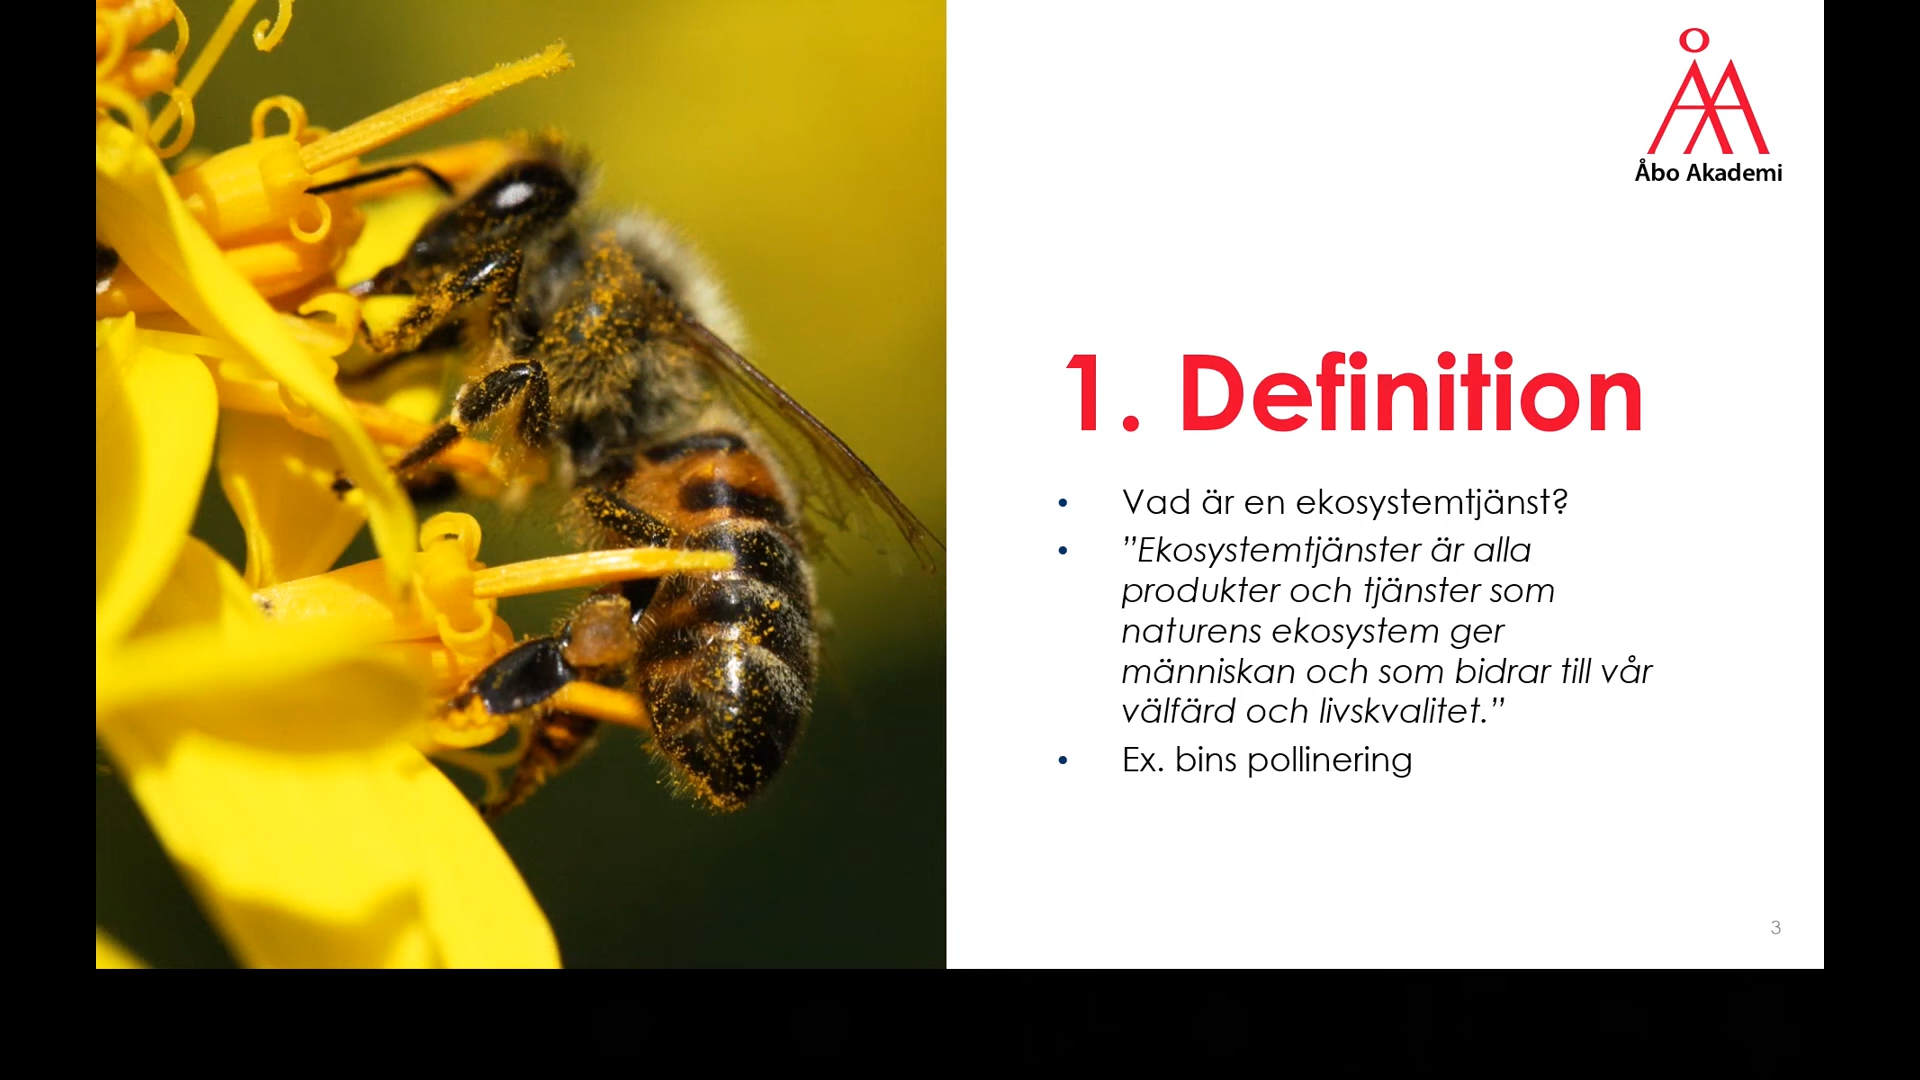 Åbo Akademi
1. Definition
• Vad är en ekosystemtjänst?
• ”Ekosystemtjänster är alla
produkter och tjänster som
naturens ekosystem ger
människan och som bidrar till vår
välfärd och livskvalitet.”
• Ex. bins pollinering
3